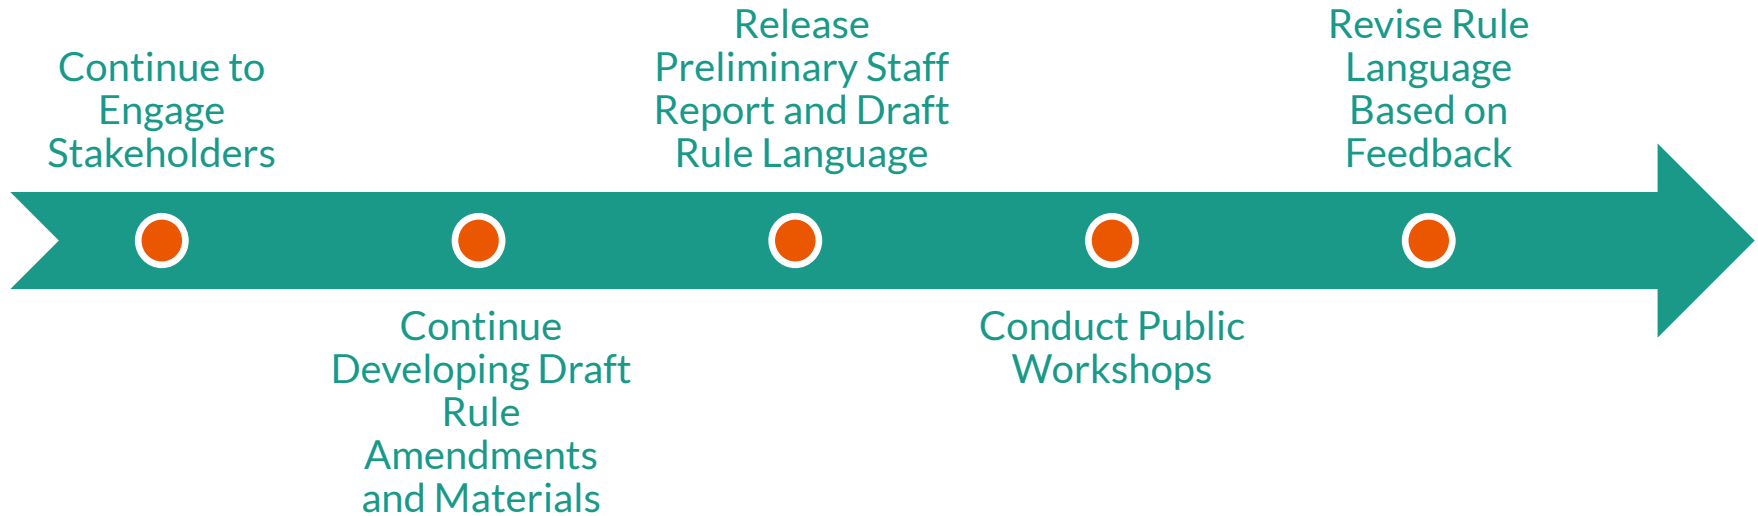 Continue to
Engage
Stakeholders
Continue
Developing Draft
Rule
Amendments
and Materials
Release
Preliminary Staff
Report and Draft
Rule Language
Conduct Public
Workshops
Revise Rule
Language
Based on
Feedback